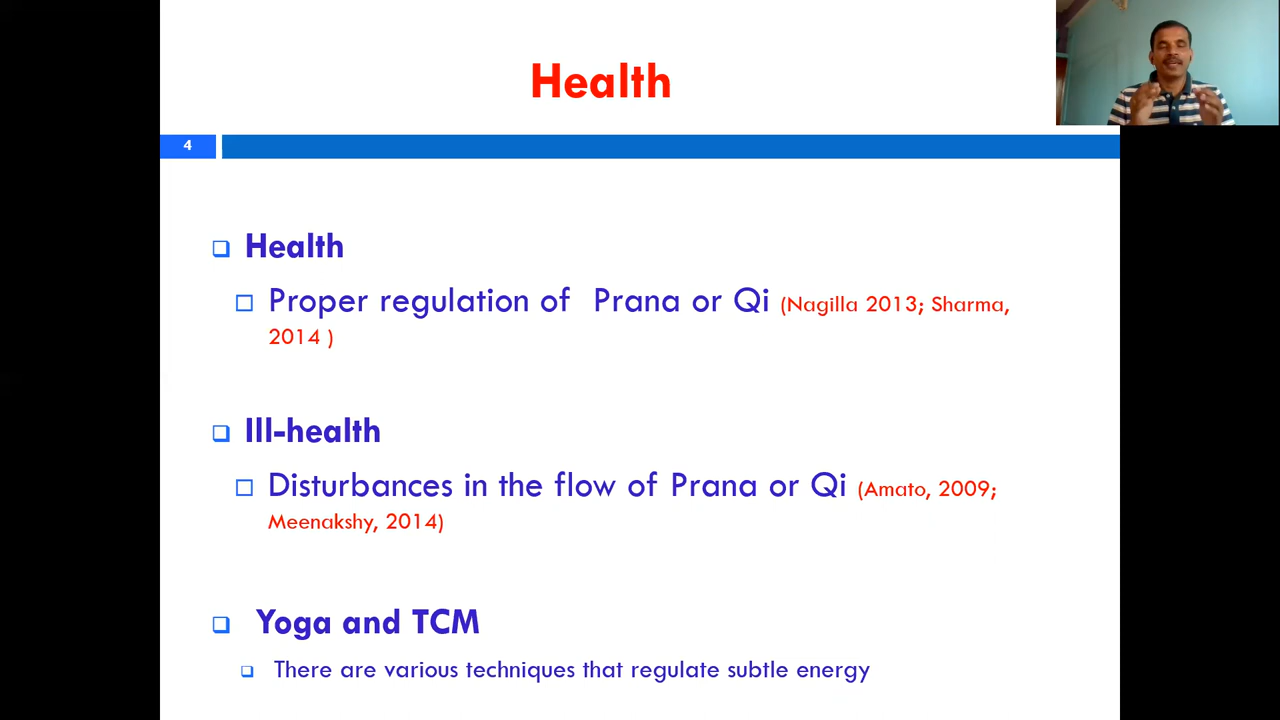 Health
4
Health
Proper regulation of Prana or Qi (Nagilla 2013; Sharma,
2014 )
Ill-health
Disturbances in the flow of Prana or Qi (Amato, 2009;
Meenakshy, 2014)
Yoga and TCM
There are various techniques that regulate subtle energy